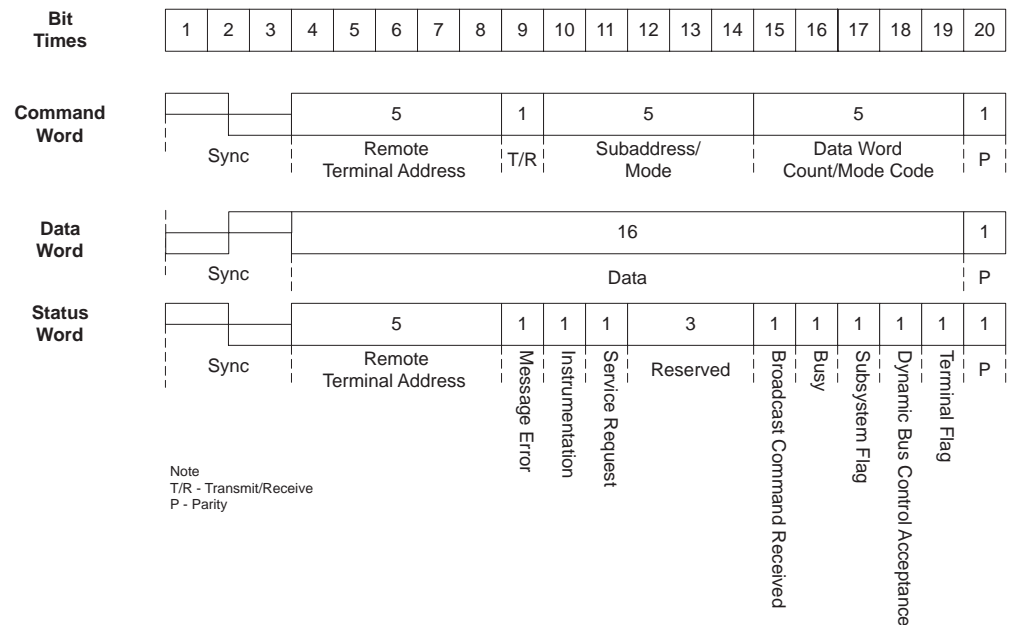 Bit
Times
1 2 3 4 5 6 7 8 9 10 11 12 13 14 15 16 17 18 19 20
Command
Word
5 1 5 5 1
Sync
Remote
Terminal Address
T/R
Subaddress/
Mode
Data Word
Count/Mode Code
P
Data
Word
16 1
Sync
Data
P
Status
Word
5 1 1 1 3 1 1 1 1 1 1
Sync
Remote
Terminal Address
Message Error
Instrumentation
Service Request
Reserved
Broadcast Command Received
Busy
Subsystem Flag
Dynamic Bus Control Acceptance
Terminal Flag
P
Note
T/R - Transmit/Receive
P - Parity